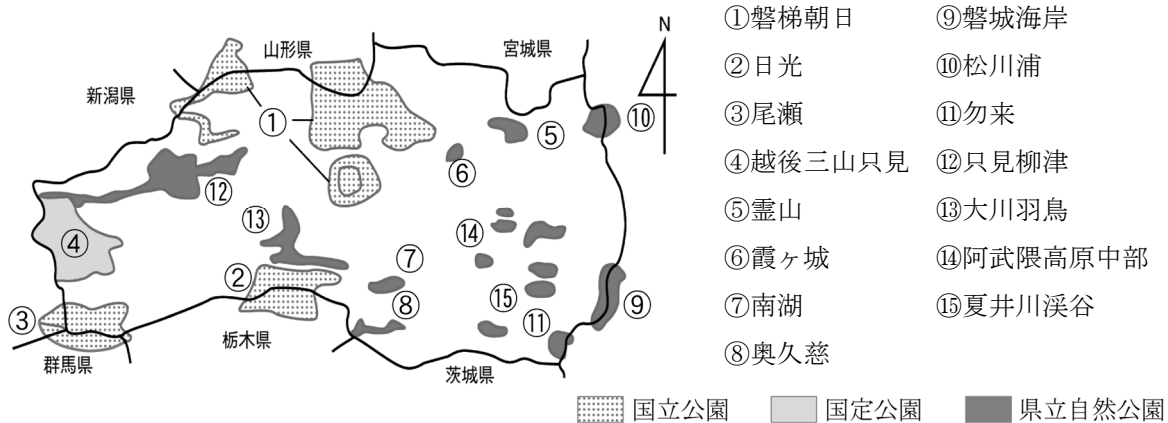 山形県
宮城県
新潟県
N
①
⑩
⑤
⑥
⑫
⑬
④
⑭
⑦
②
⑮
⑨
⑧
③
⑪
栃木県
群馬県
茨城県
①磐梯朝日
②日光
③尾瀬
④越後三山只見
⑤霊山
⑥霞ヶ城
⑦南湖
⑧奥久慈
⑨磐城海岸
⑩松川浦
⑪勿来
⑫只見柳津
⑬大川羽鳥
⑭阿武隈高原中部
⑮夏井川渓谷
国立公園
国定公園
県立自然公園